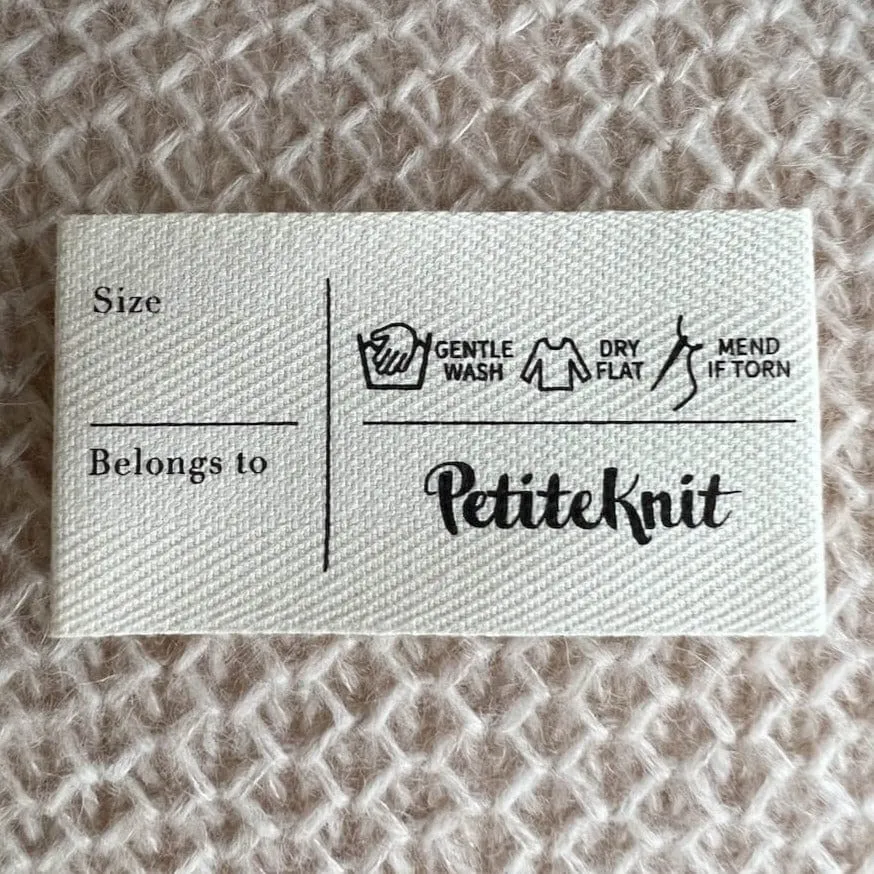 Size
Belongs to
GENTLE
WASH
DRY
FLAT
MEND
IF TORN
PetiteKnit